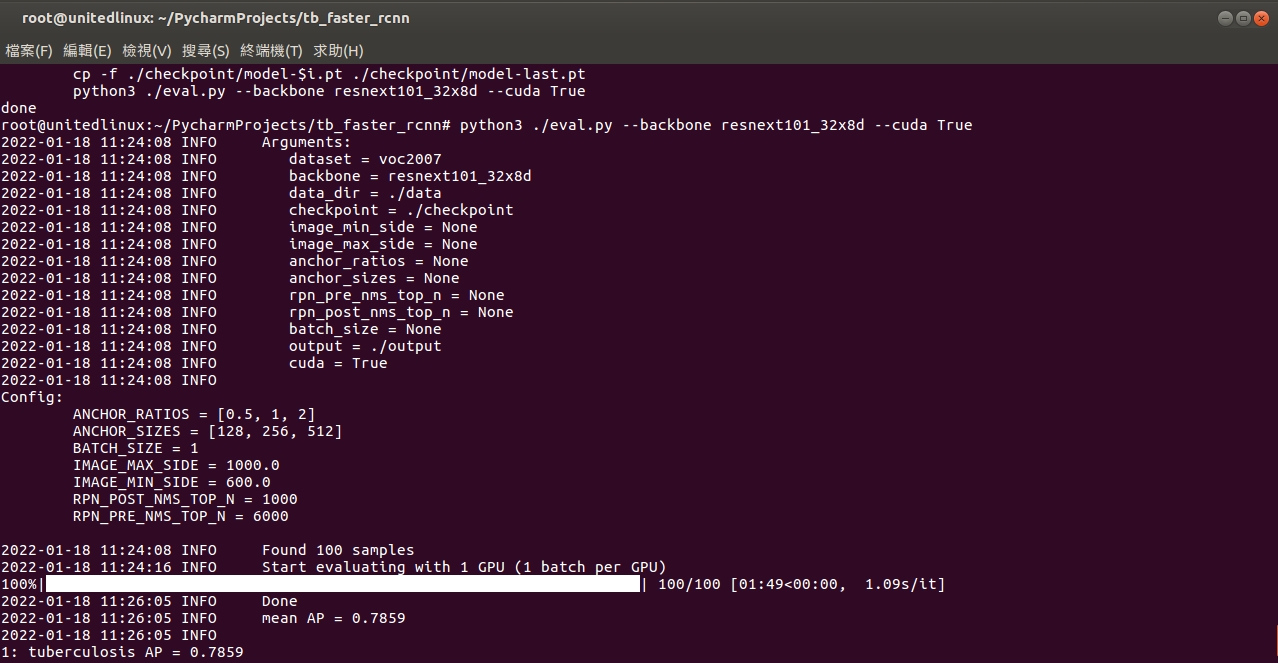 root@unitedlinux: ~/PycharmProjects/tb_faster_rcnn
檔案(F) 編輯(E) 檢視(V) 搜尋(S) 終端機(T) 求助(H)
cp -f ./checkpoint/model-$i.pt ./checkpoint/model-last.pt
python3 ./eval.py --backbone resnext101_32x8d --cuda True
done
root@unitedlinux:~/PycharmProjects/tb_faster_rcnn# python3 ./eval.py --backbone resnext101_32x8d --cuda True
2022-01-18 11:24:08 INFO     Arguments:
2022-01-18 11:24:08 INFO        dataset = voc2007
2022-01-18 11:24:08 INFO        backbone = resnext101_32x8d
2022-01-18 11:24:08 INFO        data_dir = ./data
2022-01-18 11:24:08 INFO        checkpoint = ./checkpoint
2022-01-18 11:24:08 INFO        image_min_side = None
2022-01-18 11:24:08 INFO        image_max_side = None
2022-01-18 11:24:08 INFO        anchor_ratios = None
2022-01-18 11:24:08 INFO        anchor_sizes = None
2022-01-18 11:24:08 INFO        rpn_pre_nms_top_n = None
2022-01-18 11:24:08 INFO        rpn_post_nms_top_n = None
2022-01-18 11:24:08 INFO        batch_size = None
2022-01-18 11:24:08 INFO        output = ./output
2022-01-18 11:24:08 INFO        cuda = True
2022-01-18 11:24:08 INFO
Config:
ANCHOR_RATIOS = [0.5, 1, 2]
ANCHOR_SIZES = [128, 256, 512]
BATCH_SIZE = 1
IMAGE_MAX_SIDE = 1000.0
IMAGE_MIN_SIDE = 600.0
RPN_POST_NMS_TOP_N = 1000
RPN_PRE_NMS_TOP_N = 6000
2022-01-18 11:24:08 INFO     Found 100 samples
2022-01-18 11:24:16 INFO     Start evaluating with 1 GPU (1 batch per GPU)
100%| | 100/100 [01:49<00:00,  1.09s/it]
2022-01-18 11:26:05 INFO     Done
2022-01-18 11:26:05 INFO     mean AP = 0.7859
2022-01-18 11:26:05 INFO
1: tuberculosis AP = 0.7859